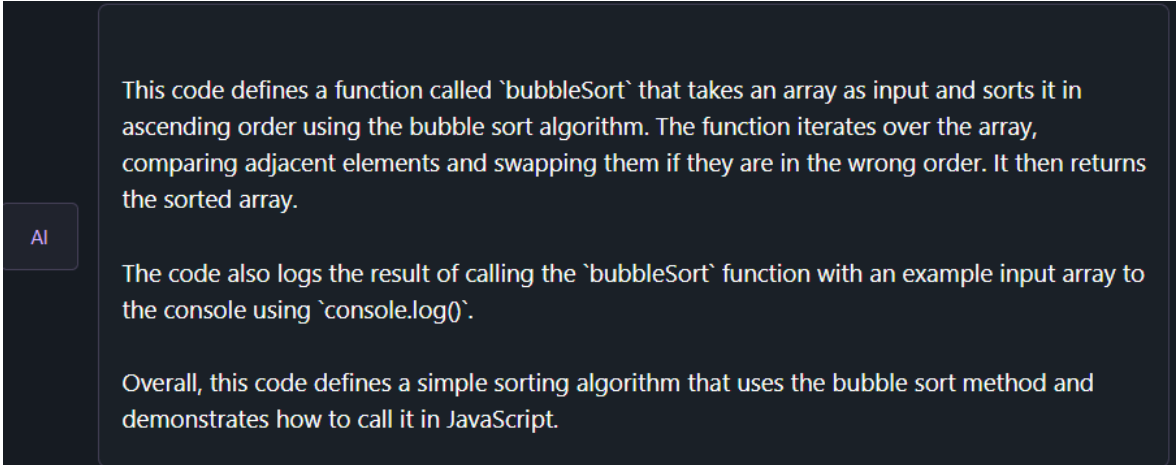 This code defines a function called `bubbleSort` that takes an array as input and sorts it in
ascending order using the bubble sort algorithm. The function iterates over the array,
comparing adjacent elements and swapping them if they are in the wrong order. It then returns
the sorted array.
AI
The code also logs the result of calling the `bubbleSort` function with an example input array to
the console using `console.log()`.
Overall, this code defines a simple sorting algorithm that uses the bubble sort method and
demonstrates how to call it in JavaScript.